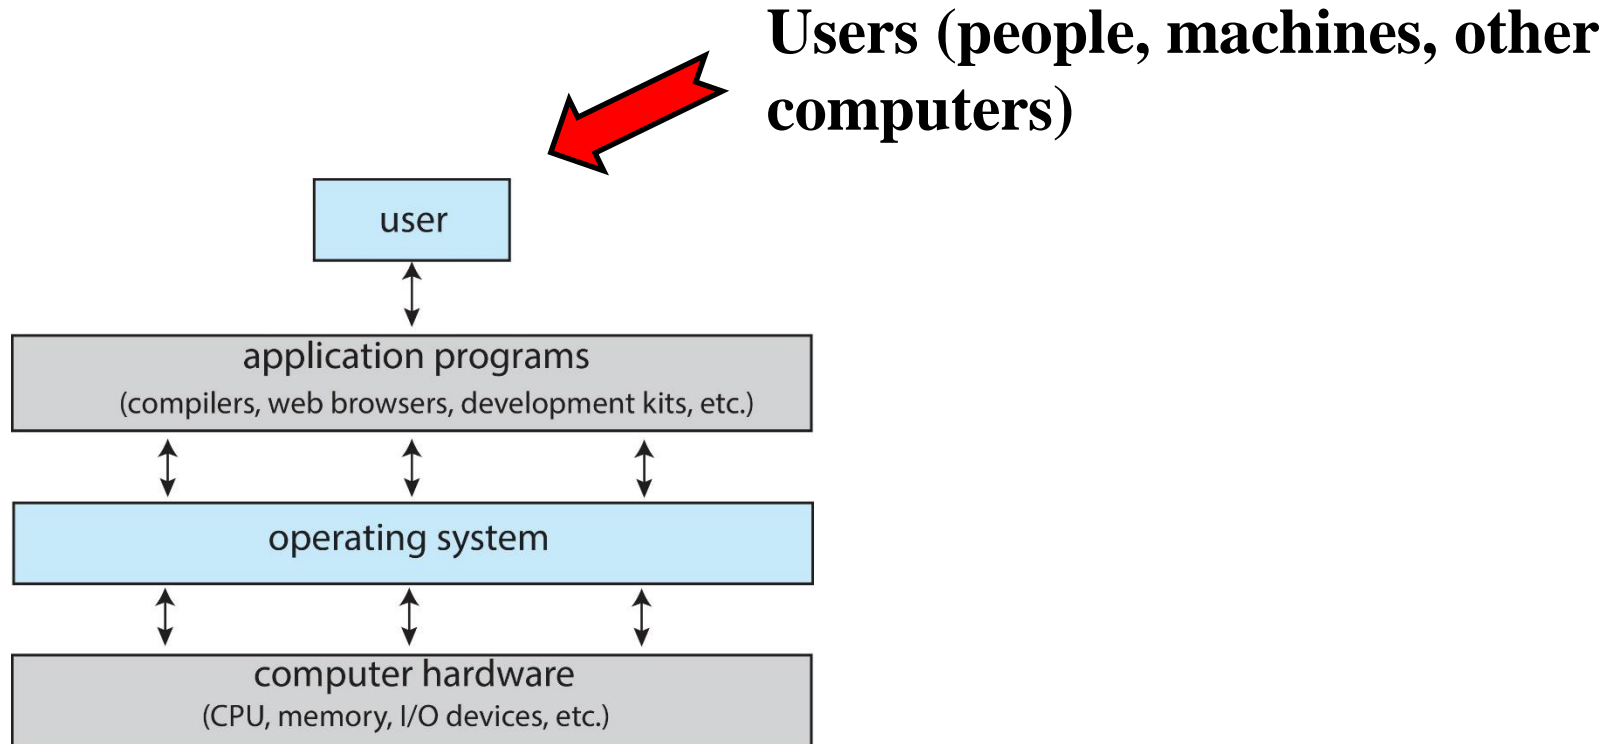 Users (people, machines, other
computers)
user
application programs
(compilers, web browsers, development kits, etc.)
operating system
computer hardware
(CPU, memory, I/O devices, etc.)